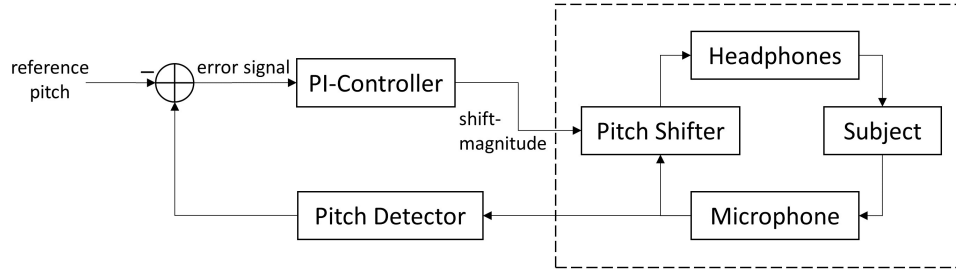 reference
pitch
−
error signal
PI-Controller
shift-
magnitude
Headphones
Pitch Shifter
Subject
Pitch Detector
Microphone